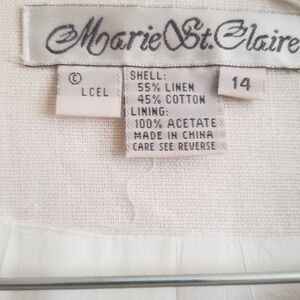 Marie St. Claire
©
LCEL
SHELL:
55% LINEN
45% COTTON
LINING:
100% ACETATE
MADE IN CHINA
CARE SEE REVERSE
14